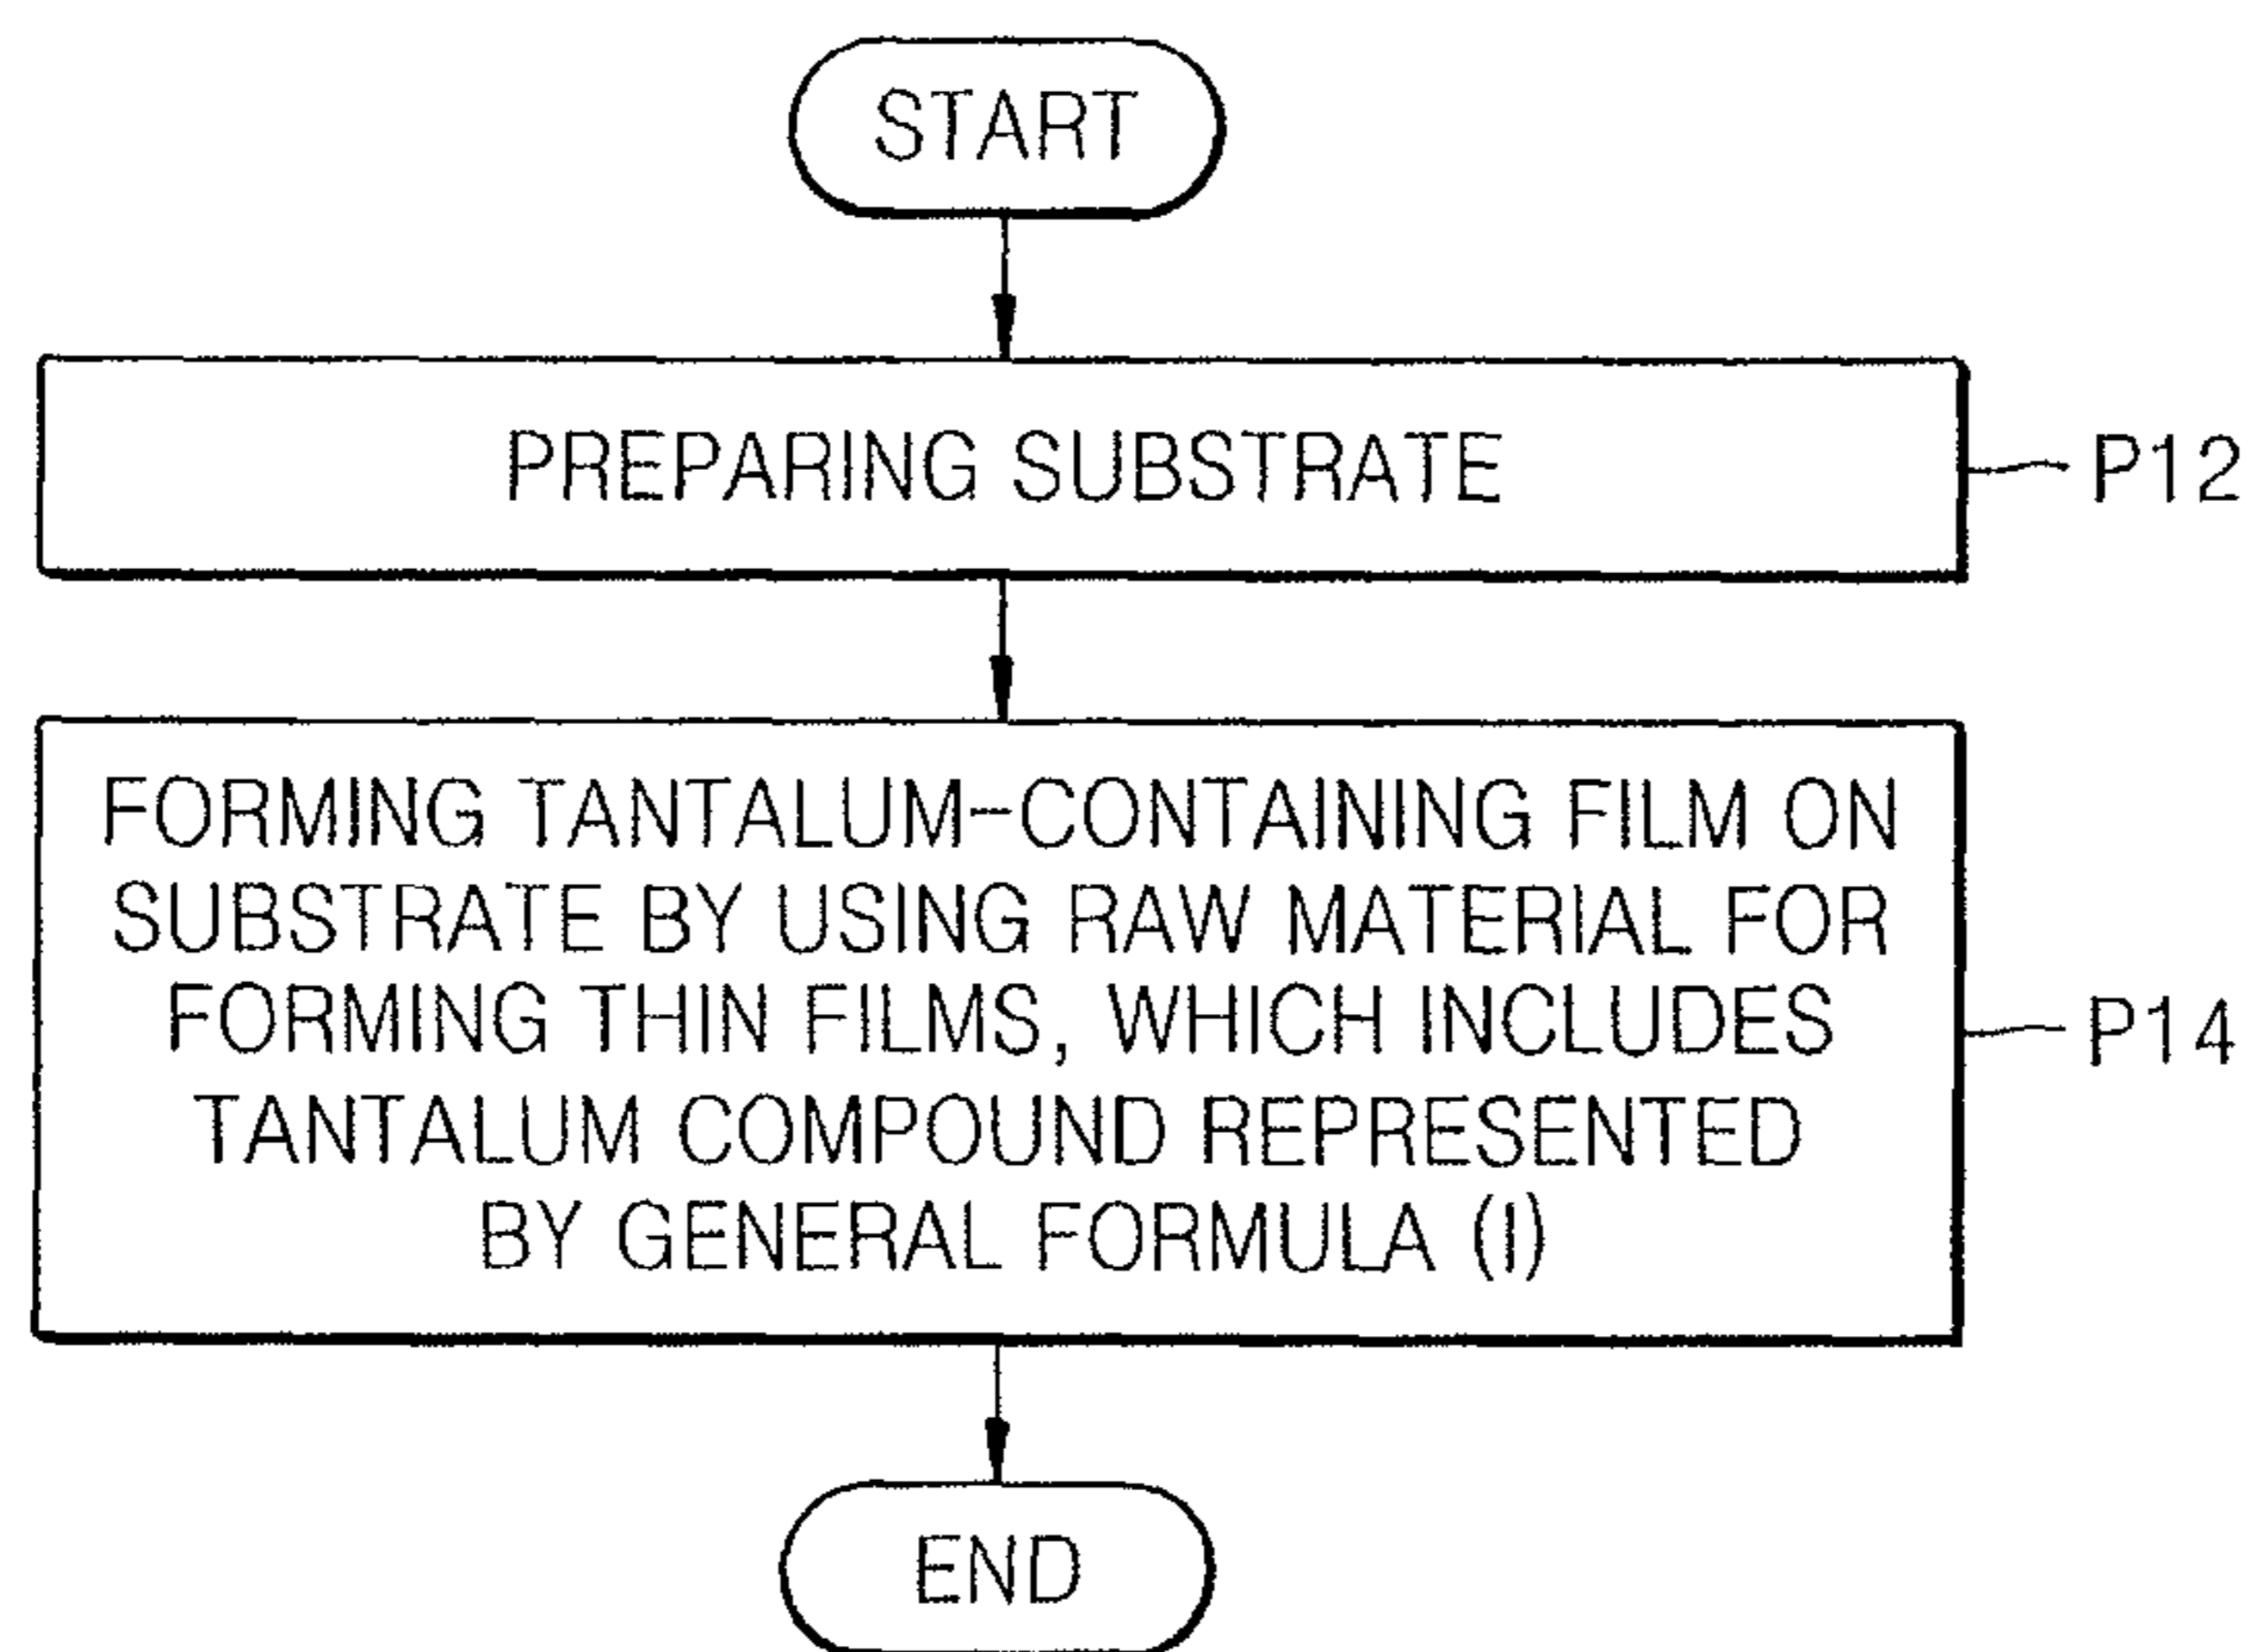 START
PREPARING SUBSTRATE
P12
FORMING TANTALUM-CONTAINING FILM ON
SUBSTRATE BY USING RAW MATERIAL FOR
FORMING THIN FILMS, WHICH INCLUDES
TANTALUM COMPOUND REPRESENTED
BY GENERAL FORMULA (I)
P14
END